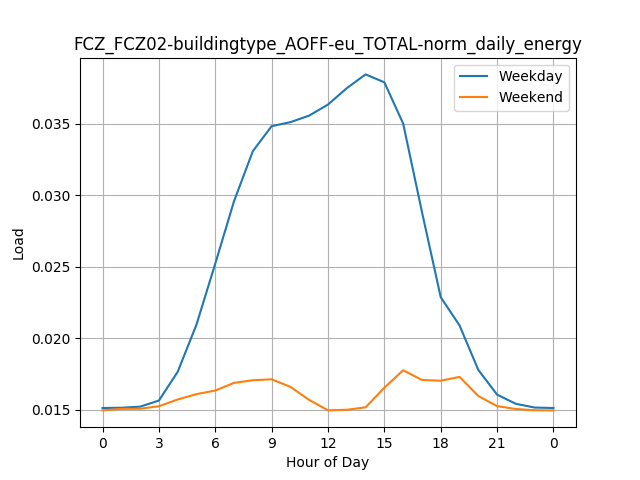 FCZ_FCZ02-buildingtype_AOFF-eu_TOTAL-norm_daily_energy
Weekday
Weekend
0.035
0.030
0.025
0.020
0.015
Load
0 3 6 9 12 15 18 21 0
Hour of Day